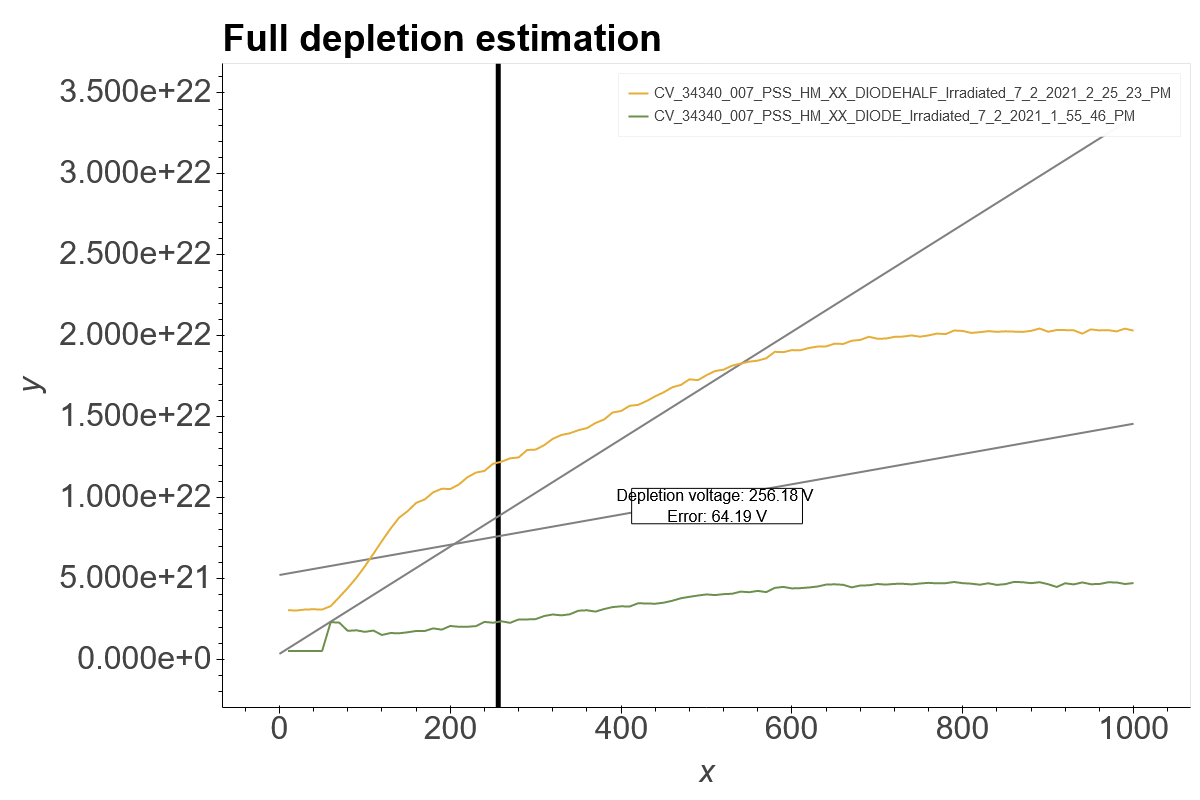 Full depletion estimation
3.500e+22
3.000e+22
2.500e+22
2.000e+22
1.500e+22
1.000e+22
5.000e+21
0.000e+0
y
CV_34340_007_PSS_HM_XX_DIODEHALF_Irradiated_7_2_2021_2_25_23_PM
CV_34340_007_PSS_HM_XX_DIODE_Irradiated_7_2_2021_1_55_46_PM
Depletion voltage: 256.18 V
Error: 64.19 V
0 200 400 600 800 1000
x